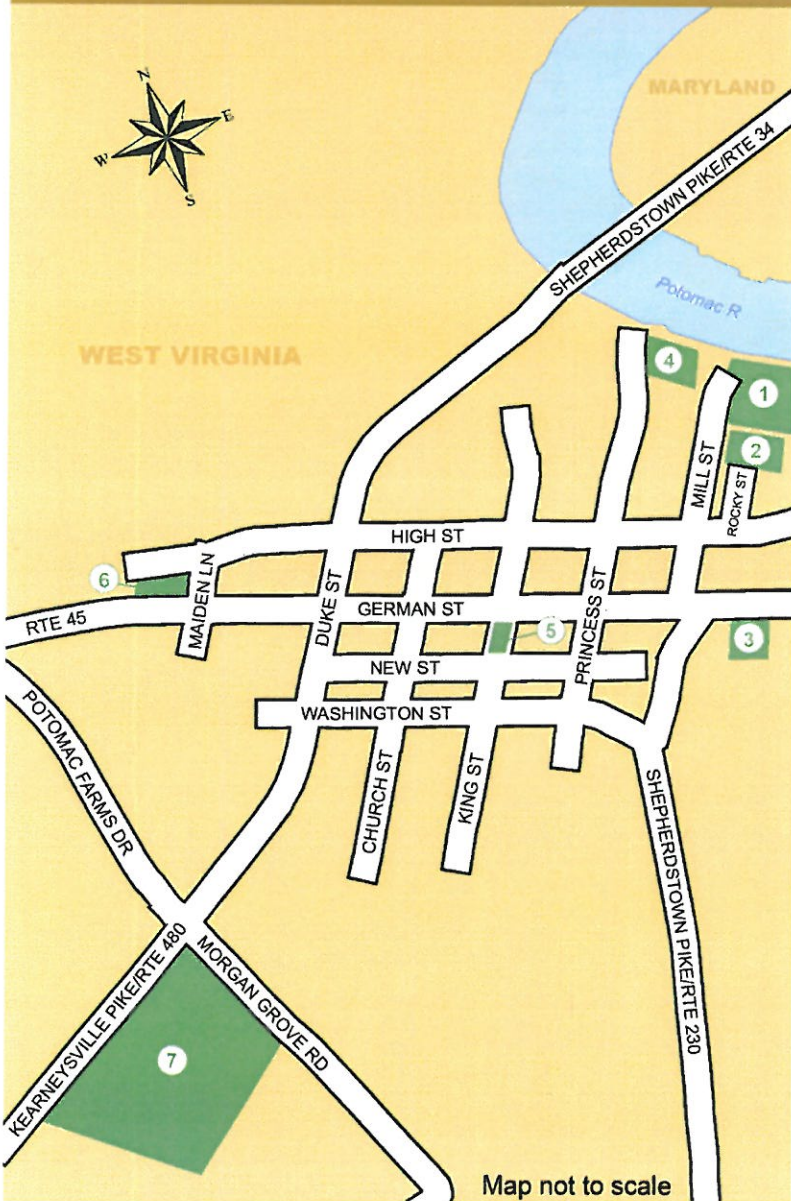 MARYLAND
N
E
W
S
SHEPHERDSTOWN PIKE/RTE 34
Potomac R
WEST VIRGINIA
4
1
2
MILL ST
ROCKY ST
HIGH ST
6
MAIDEN LN
DUKE ST
PRINCESS ST
GERMAN ST
RTE 45
5
3
NEW ST
WASHINGTON ST
POTOMAC FARMS DR
CHURCH ST
KING ST
SHEPHERDSTOWN PIKE/RTE 230
KEARNEYSVILLE PIKE/RTE 480
MORGAN GROVE RD
7
Map not to scale